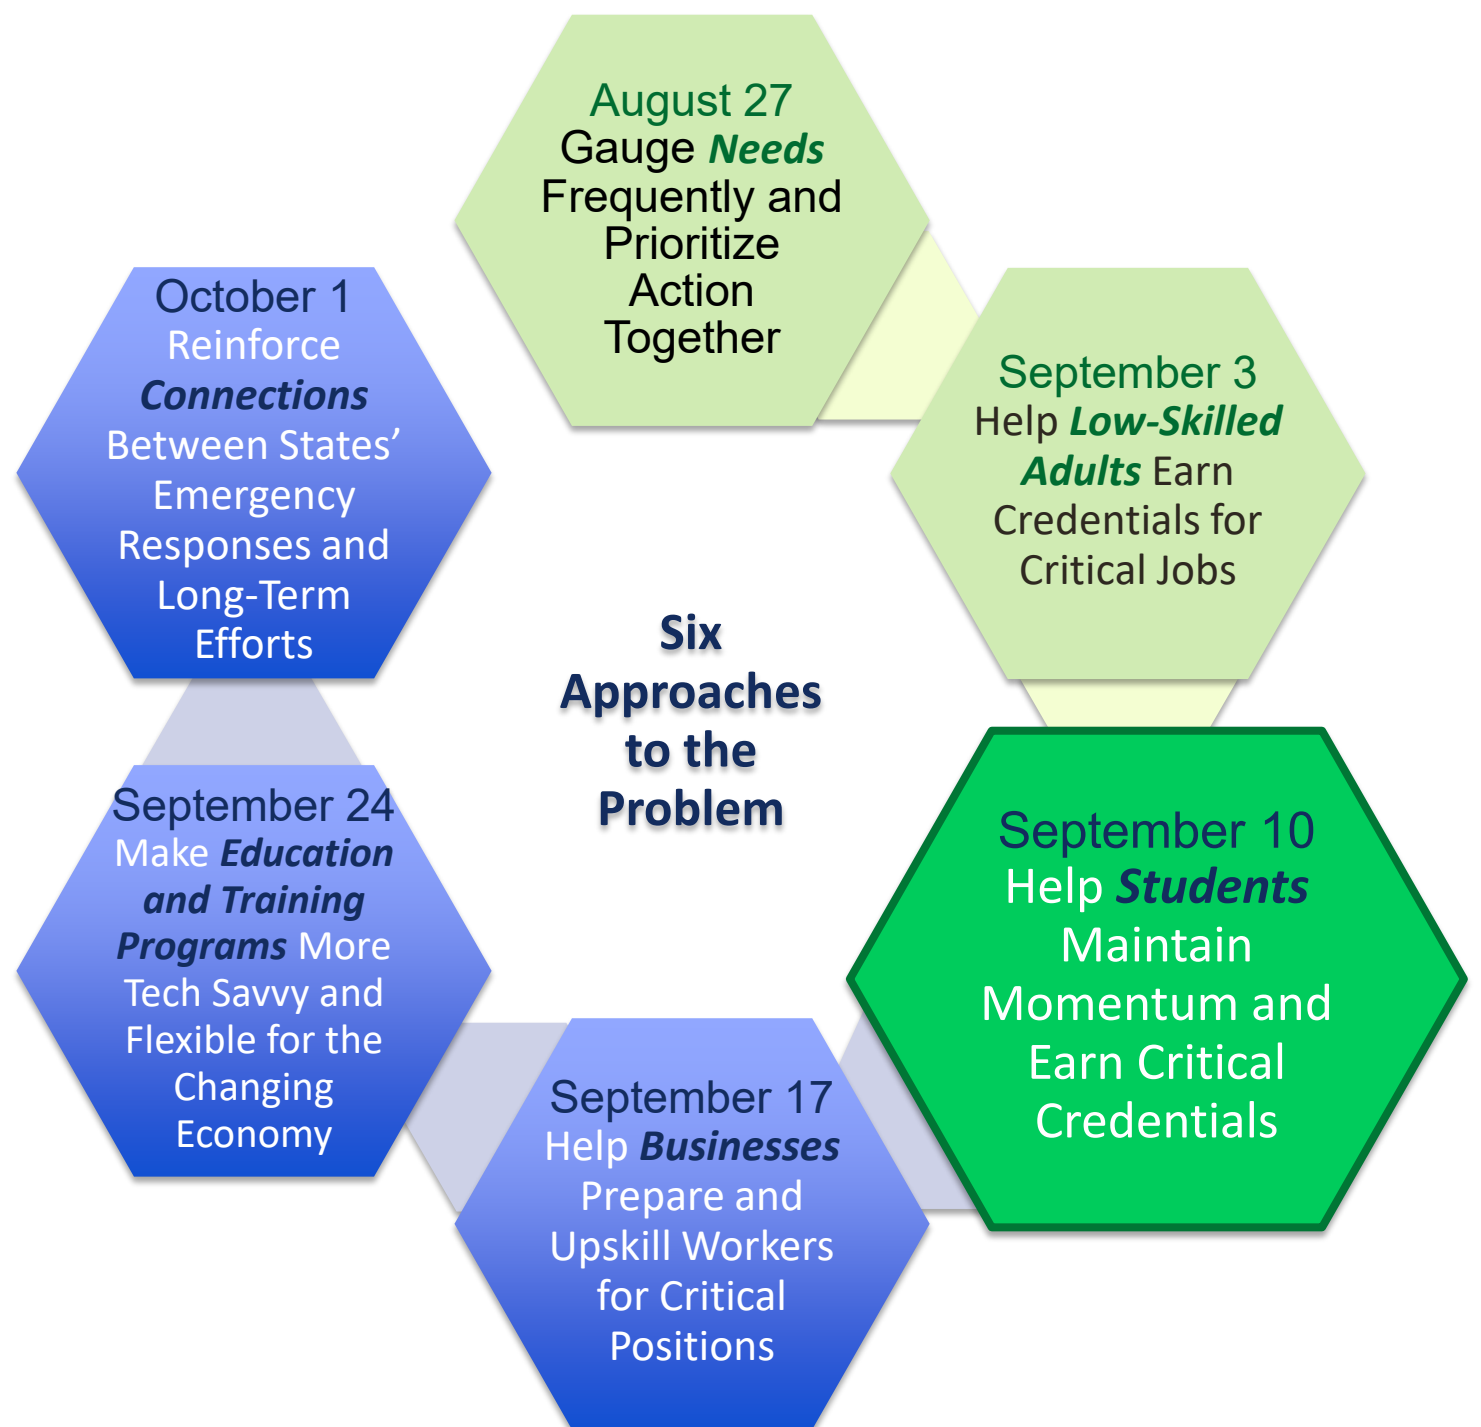 August 27
Gauge Needs
Frequently and
Prioritize
Action
Together
September 3
Help Low-Skilled
Adults Earn
Credentials for
Critical Jobs
September 10
Help Students
Maintain
Momentum and
Earn Critical
Credentials
September 17
Help Businesses
Prepare and
Upskill Workers
for Critical
Positions
September 24
Make Education
and Training
Programs More
Tech Savvy and
Flexible for the
Changing
Economy
October 1
Reinforce
Connections
Between States’
Emergency
Responses and
Long-Term
Efforts
Six
Approaches
to the
Problem